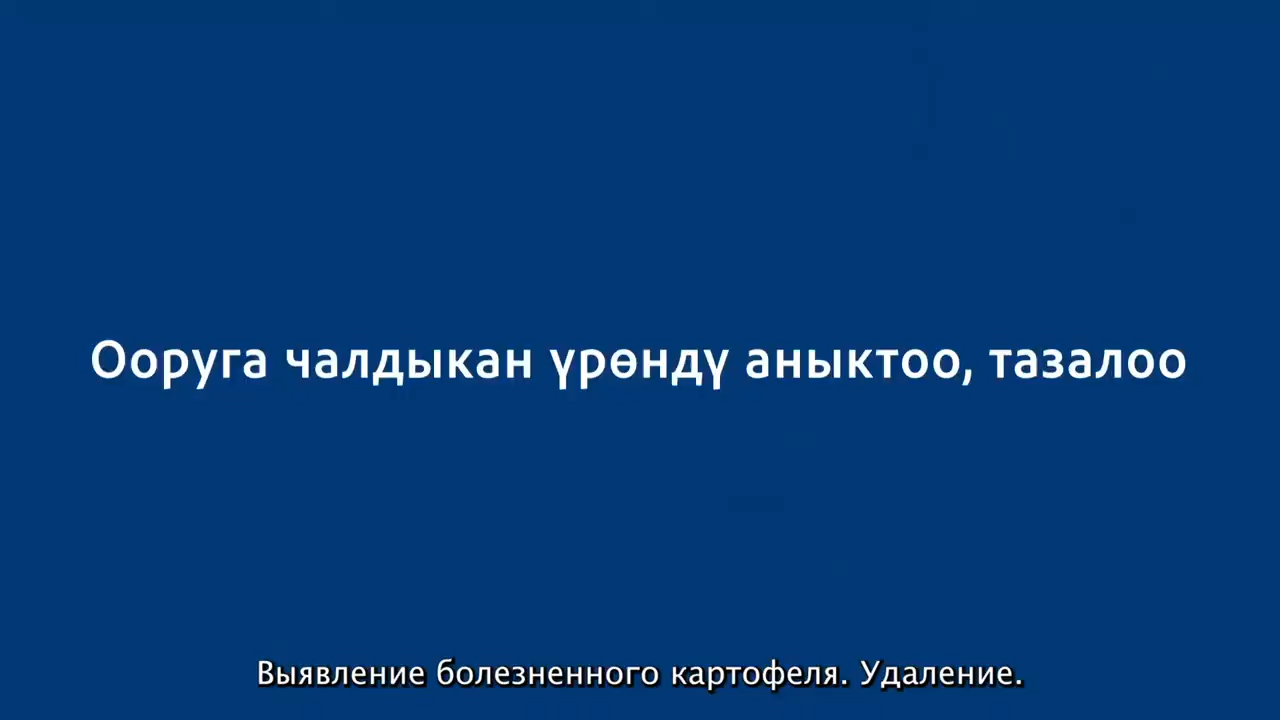 Ооруга чалдыкан үрөндү аныктоо, тазалоо
Выявление болезненного картофеля. Удаление.